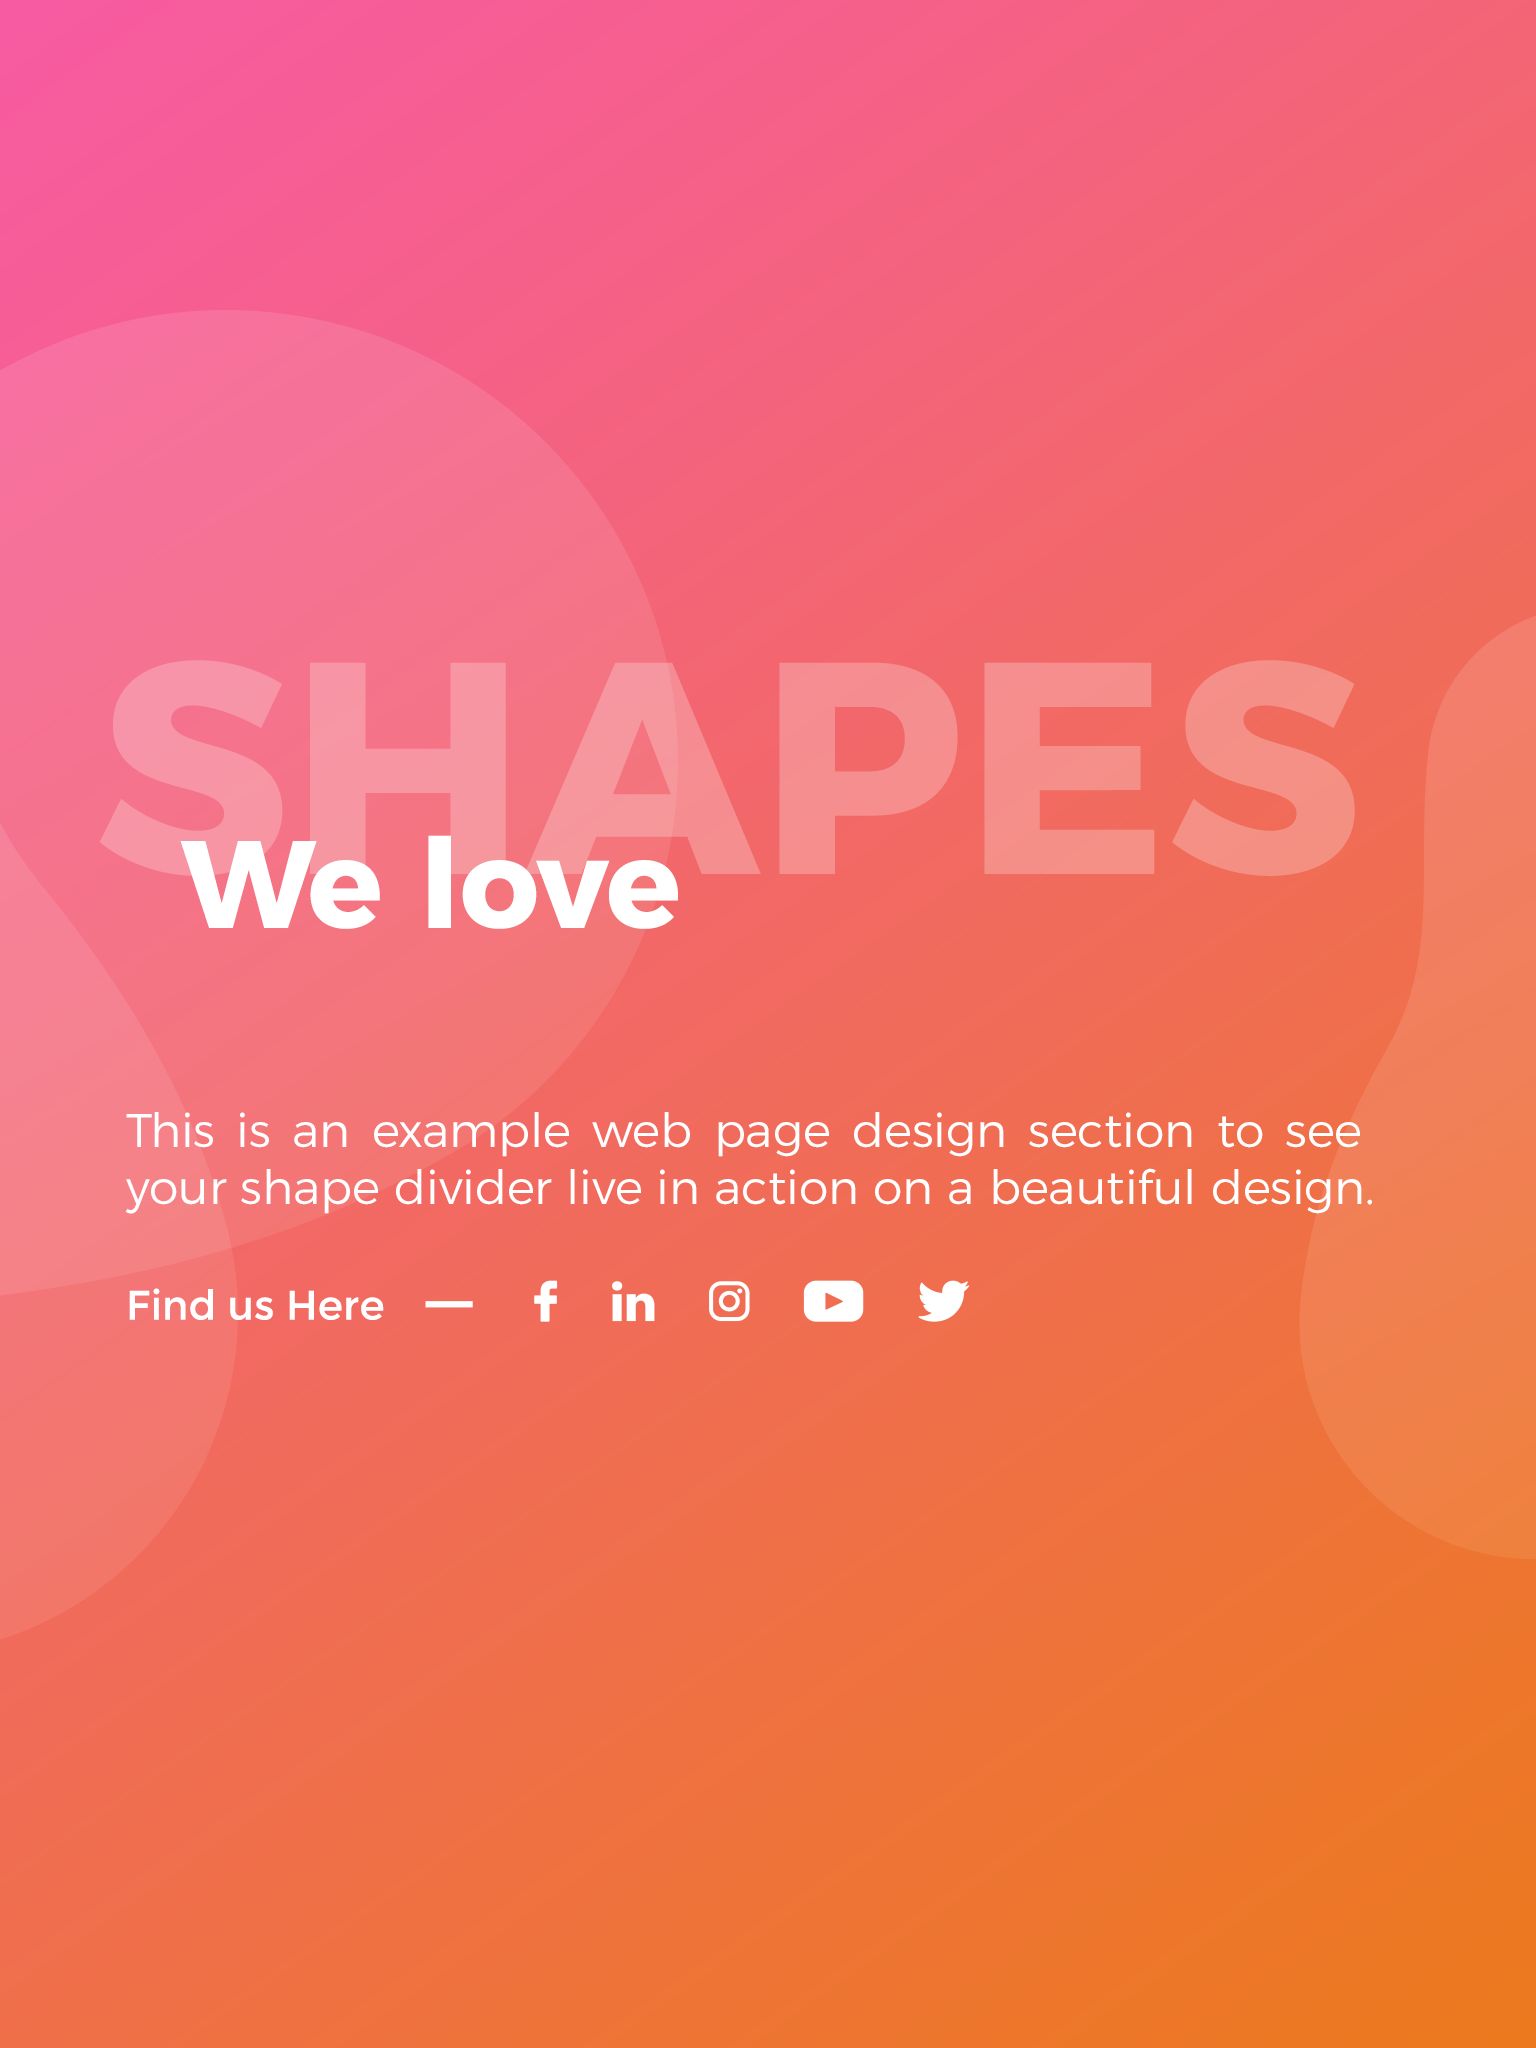 SHAPES
We love
This is an example web page design section to see
your shape divider live in action on a beautiful design.
Find us Here